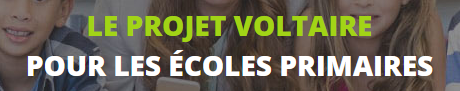 LE PROJET VOLTAIRE
POUR LES ÉCOLES PRIMAIRES